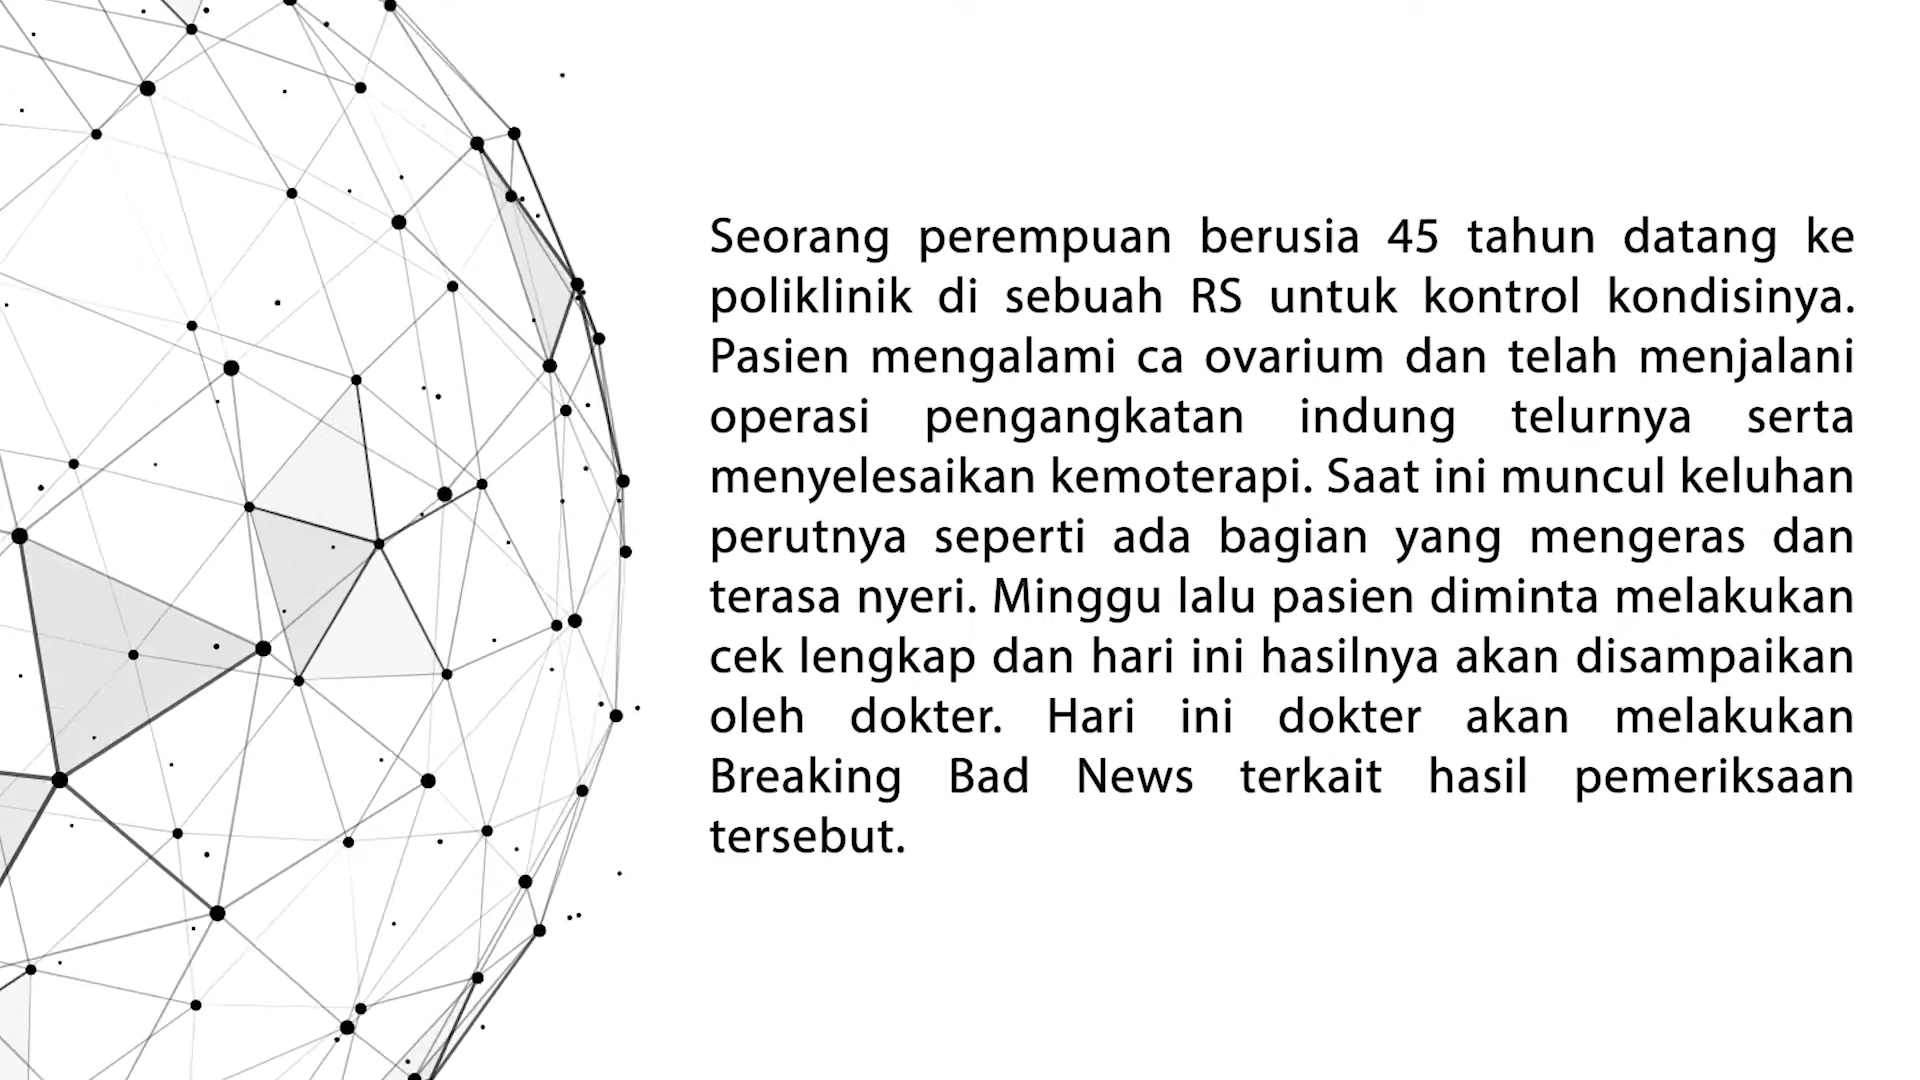 Seorang perempuan berusia 45 tahun datang ke
poliklinik di sebuah RS untuk kontrol kondisinya.
Pasien mengalami ca ovarium dan telah menjalani
operasi pengangkatan indung telurnya serta
menyelesaikan kemoterapi. Saat ini muncul keluhan
perutnya seperti ada bagian yang mengeras dan
terasa nyeri. Minggu lalu pasien diminta melakukan
cek lengkap dan hari ini hasilnya akan disampaikan
oleh dokter. Hari ini dokter akan melakukan
Breaking Bad News terkait hasil pemeriksaan
tersebut.